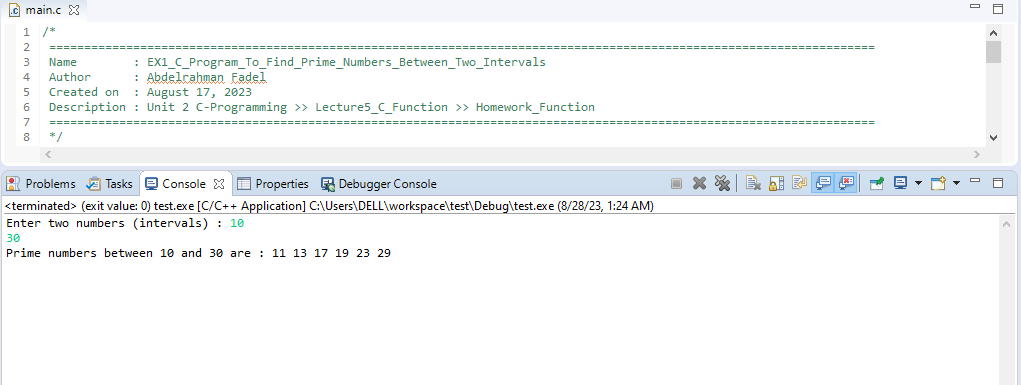 main.c
1 /*
2 =======================================================================================================================
3 Name : EX1_C_Program_To_Find_Prime_Numbers_Between_Two_Intervals
4 Author : Abdelrahman Fadel
5 Created on : August 17, 2023
6 Description : Unit 2 C-Programming >> Lecture5_C_Function >> Homework_Function
7 =======================================================================================================================
8 */
Problems Tasks Console Properties Debugger Console
<terminated> (exit value: 0) test.exe [C/C++ Application] C:\Users\DELL\workspace\test\Debug\test.exe (8/28/23, 1:24 AM)
Enter two numbers (intervals) : 10
30
Prime numbers between 10 and 30 are : 11 13 17 19 23 29